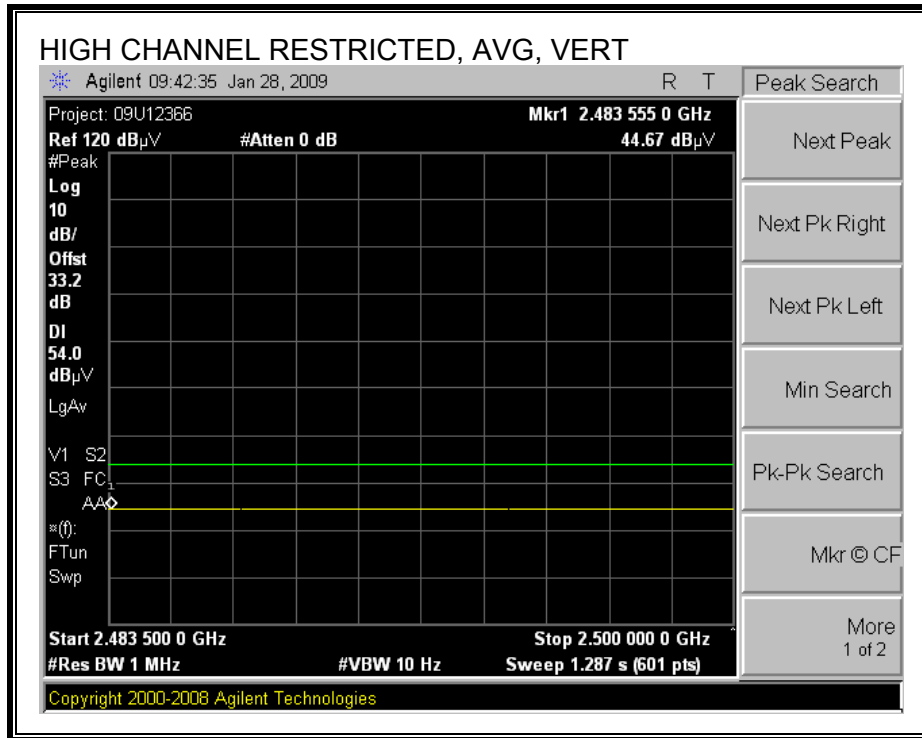 HIGH CHANNEL RESTRICTED, AVG, VERT
Agilent 09:42:35 Jan 28, 2009 R T
Peak Search
Project: 09U12366 Mkr1 2.483 555 0 GHz
Ref 120 dBµV #Atten 0 dB 44.67 dBµV
#Peak
Log
10
dB/
Offst
33.2
dB
DI
54.0
dBµV
LgAv
V1 S2
S3 FC
1
AA
¤(f):
FTun
Swp
Start 2.483 500 0 GHz Stop 2.500 000 0 GHz
#Res BW 1 MHz #VBW 10 Hz Sweep 1.287 s (601 pts)
Copyright 2000-2008 Agilent Technologies
Next Peak
Next Pk Right
Next Pk Left
Min Search
Pk-Pk Search
Mkr © CF
More
1 of 2